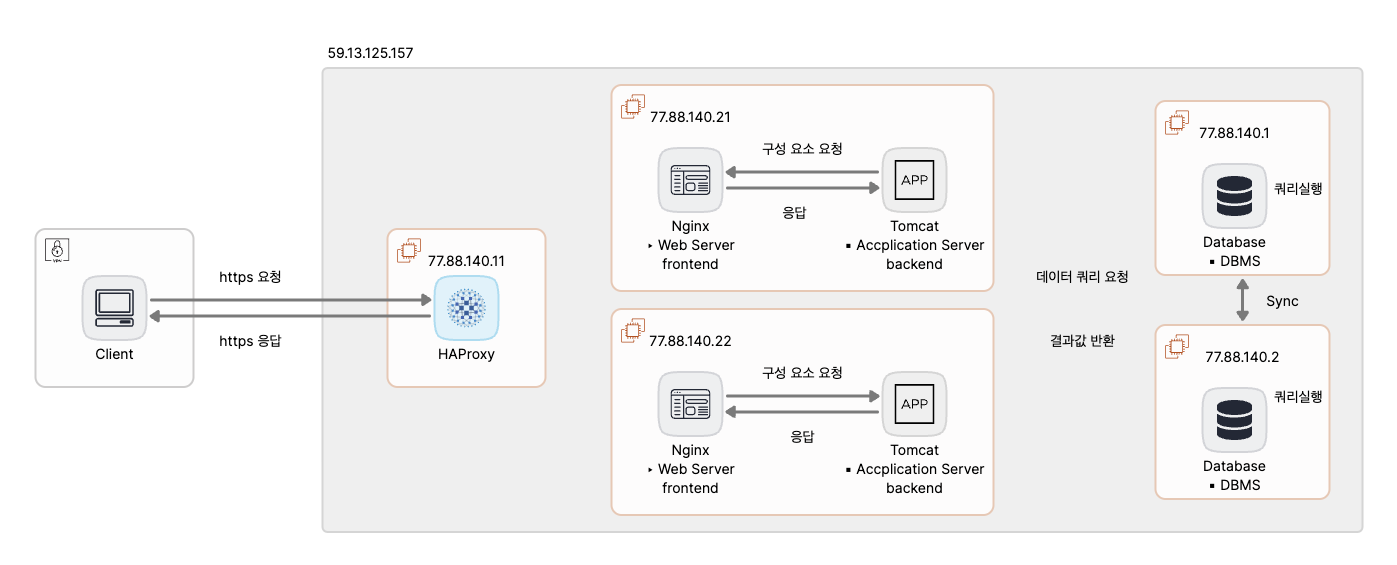 59.13.125.157
VPN
Client
https 요청
https 응답
77.88.140.11
HAProxy
77.88.140.21
구성 요소 요청
응답
APP
Nginx
‣ Web Server
frontend
Tomcat
▪ Accplication Server
backend
77.88.140.22
구성 요소 요청
응답
APP
Nginx
‣ Web Server
frontend
Tomcat
▪ Accplication Server
backend
데이터 쿼리 요청
결과값 반환
77.88.140.1
쿼리실행
Database
▪ DBMS
Sync
77.88.140.2
쿼리실행
Database
▪ DBMS